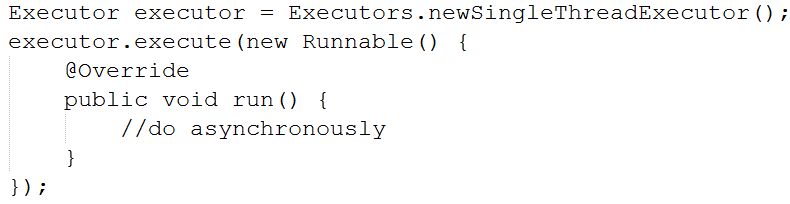 Executor executor = Executors.newSingleThreadExecutor();
executor.execute(new Runnable() {
    @Override
    public void run() {
        //do asynchronously
    }
});